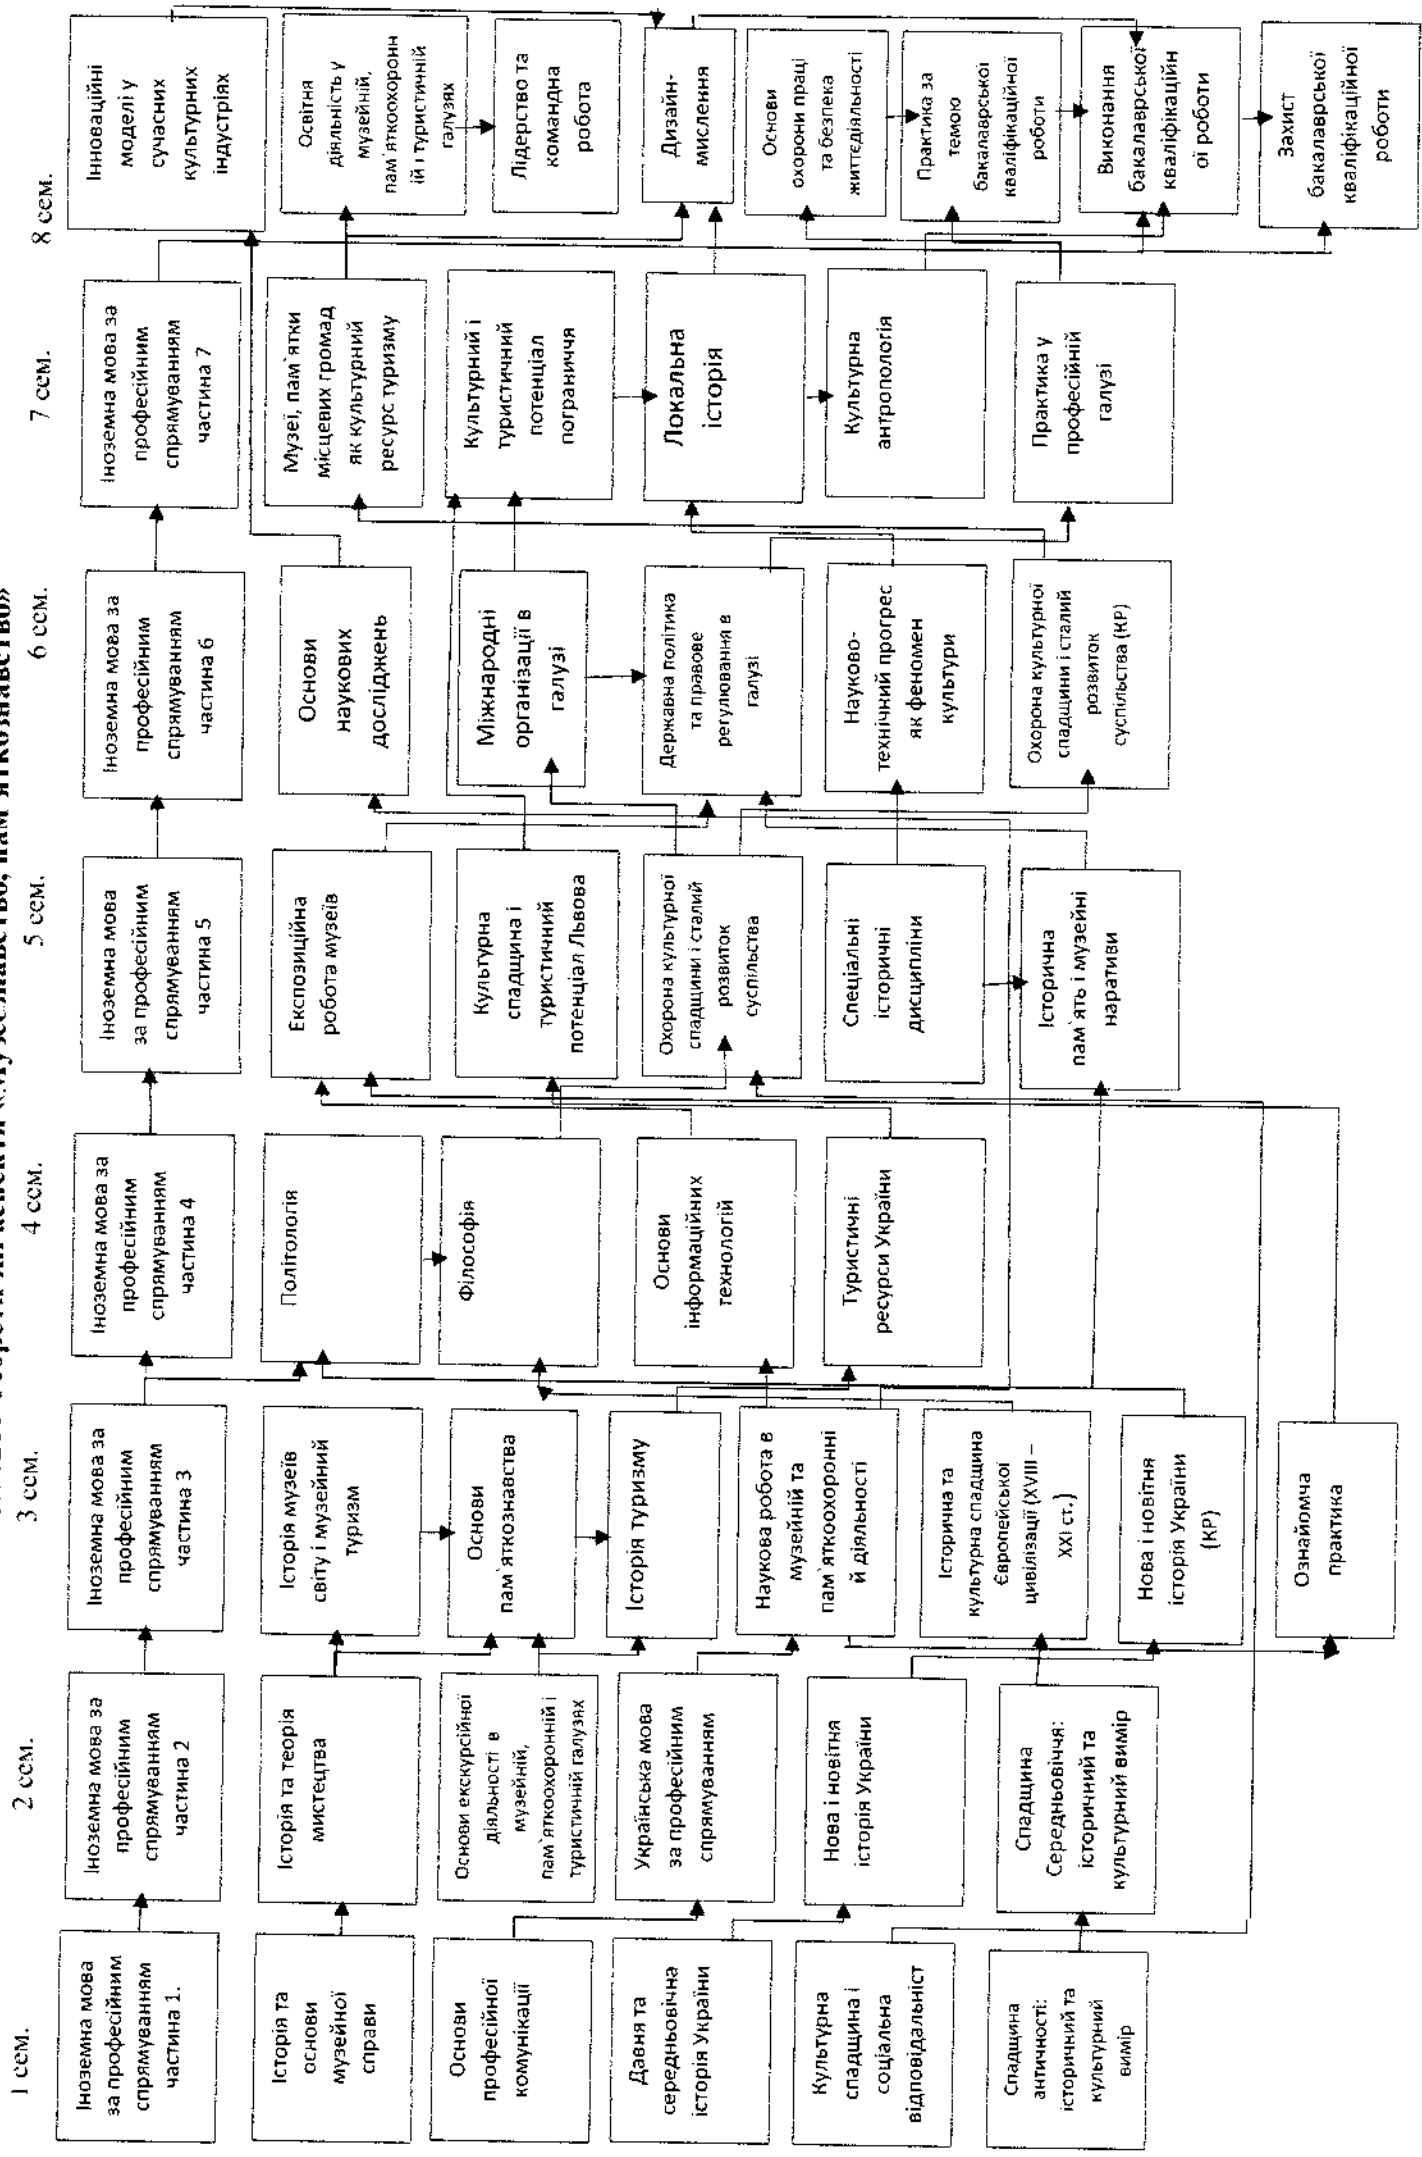 «Музеєзнавство, пам`яткознавство»
1 сем.
2 сем.
3 сем.
4 сем.
5 сем.
6 сем.
7 сем.
8 сем.
Іноземна мова
за професійним
спрямуванням
частина 1.
Історія та
основи
музейної
справи
Основи
професійної
комунікації
Давня та
середньовічна
історія України
Культурна
спадщина і
соціальна
відповідальніст
Спадщина
античності:
історичний та
культурний
вимір
Іноземна мова за
професійним
спрямуванням
частина 2
Історія та теорія
мистецтва
Основи екскурсійної
діяльності в
музейній,
пам`яткоохоронній і
туристичній галузях
Українська мова
за професійним
спрямуванням
Нова і новітня
історія України
Спадщина
Середньовіччя:
історичний та
культурний вимір
Іноземна мова за
професійним
спрямуванням
частина 3
Історія музеїв
світу і музейний
туризм
Основи
пам`яткознавства
Історія туризму
Наукова робота в
музейній та
пам`яткоохоронні
й діяльності
Історична та
культурна спадщина
Європейської
цивілізації (XVIII –
XXI ст.)
Нова і новітня
історія України
(КР)
Ознайомча
практика
Іноземна мова за
професійним
спрямуванням
частина 4
Політологія
Філософія
Основи
інформаційних
технологій
Туристичні
ресурси України
Іноземна мова
за професійним
спрямуванням
частина 5
Експозиційна
робота музеїв
Культурна
спадщина і
туристичний
потенціал Львова
Охорона культурної
спадщини і сталий
розвиток
суспільства
Спеціальні
історичні
дисципліни
Історична
пам`ять і музейні
наративи
Іноземна мова за
професійним
спрямуванням
частина 6
Основи
наукових
досліджень
Міжнародні
організації в
галузі
Державна політика
та правове
регулювання в
галузі
Науково-
технічний прогрес
як феномен
культури
Охорона культурної
спадщини і сталий
розвиток
суспільства (КР)
Іноземна мова за
професійним
спрямуванням
частина 7
Музеї, пам`ятки
місцевих громад
як культурний
ресурс туризму
Культурний і
туристичний
потенціал
пограниччя
Локальна
історія
Культурна
антропологія
Практика у
професійній
галузі
Інноваційні
моделі у
сучасних
культурних
індустріях
Освітня
діяльність у
музейній,
пам`яткоохоронн
ій і туристичній
галузях
Лідерство та
командна
робота
Дизайн-
мислення
Основи
охорони праці
та безпека
життєдіяльності
Практика за
темою
бакалаврської
кваліфікаційної
роботи
Виконання
бакалаврської
кваліфікаційн
ої роботи
Захист
бакалаврської
кваліфікаційної
роботи